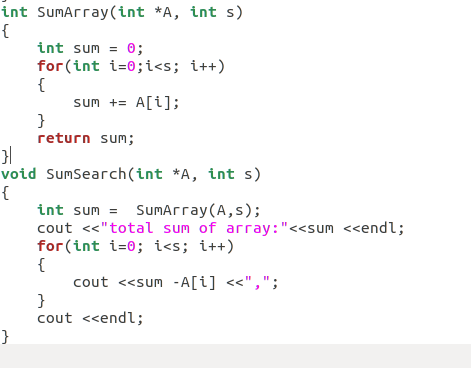 int SumArray(int *A, int s)
{
    int sum = 0;
    for(int i=0;i<s; i++)
    {
        sum += A[i];
    }
    return sum;
}
void SumSearch(int *A, int s)
{
    int sum =  SumArray(A,s);
    cout <<"total sum of array:"<<sum <<endl;
    for(int i=0; i<s; i++)
    {
        cout <<sum -A[i] <<",";
    }
    cout <<endl;
}